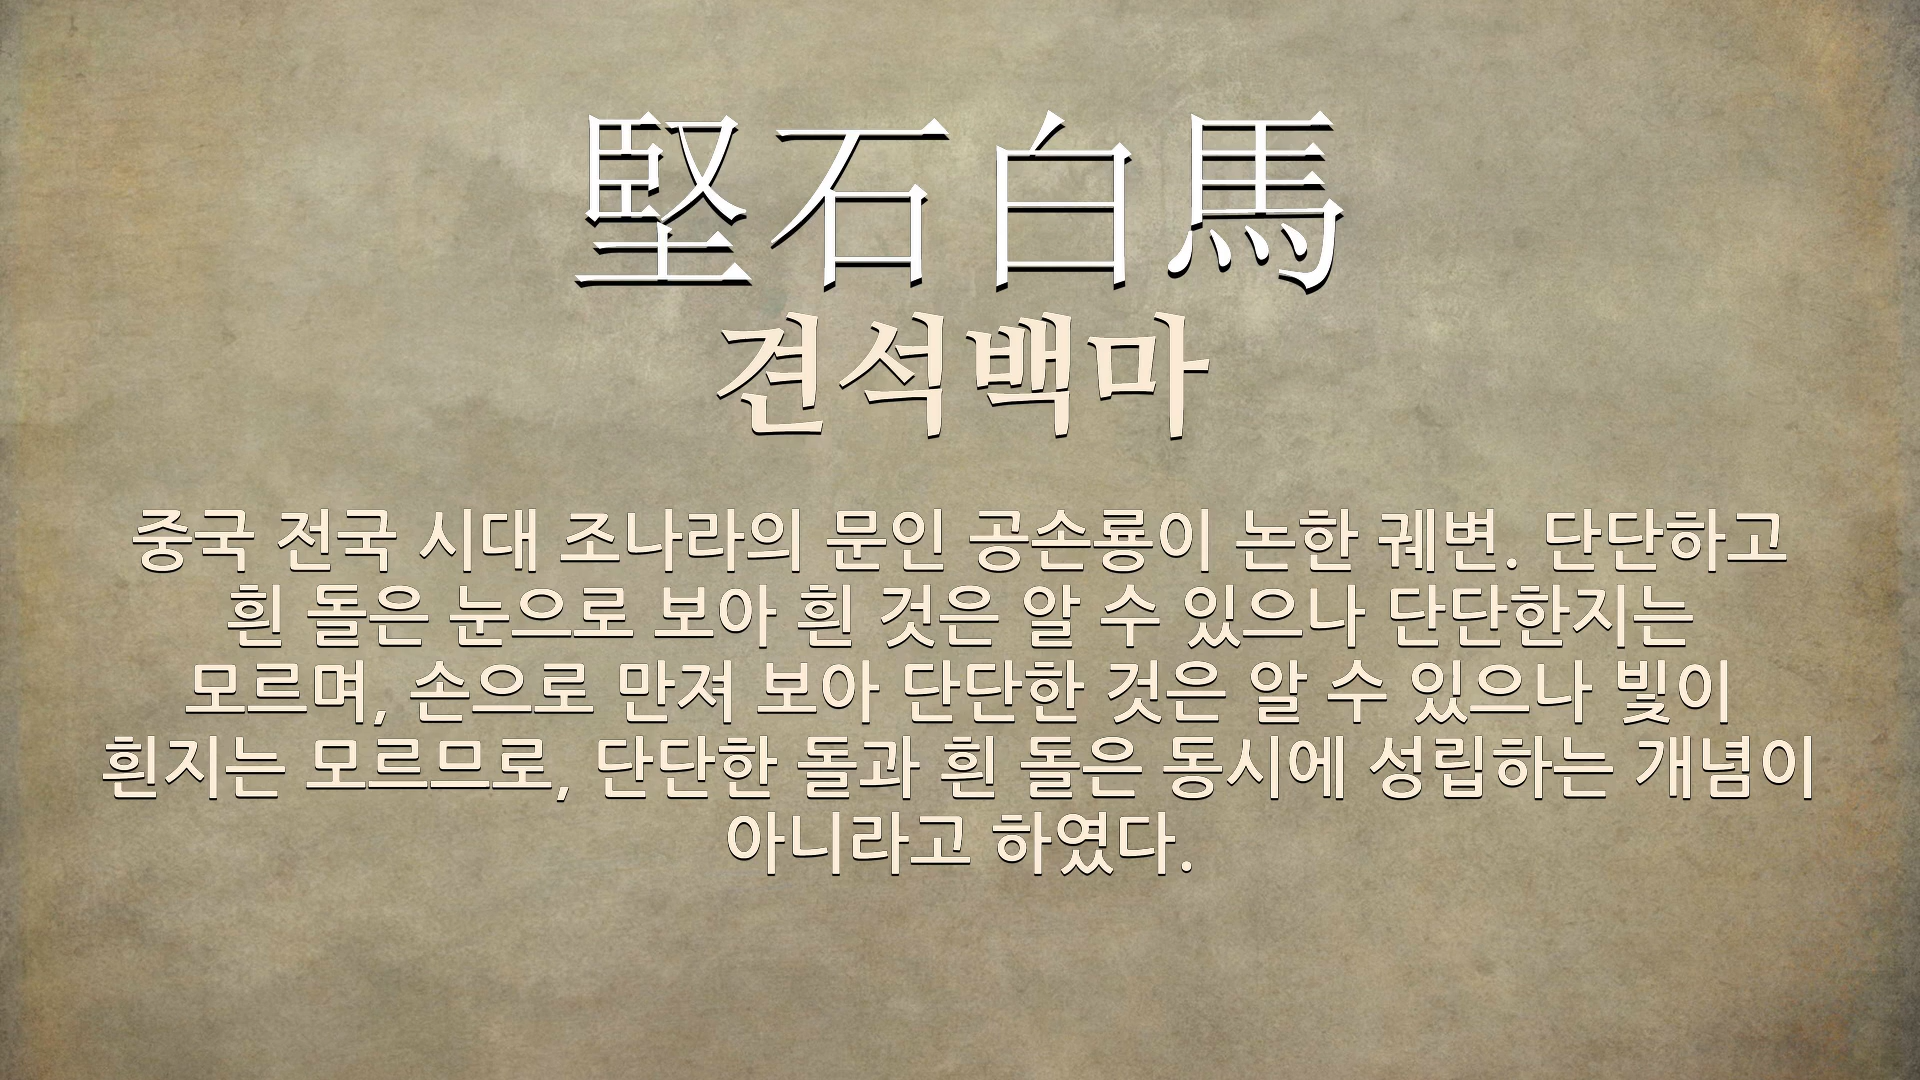 堅石白馬
견석백마
중국 전국 시대 조나라의 문인 공손룡이 논한 궤변. 단단하고
흰 돌은 눈으로 보아 흰 것은 알 수 있으나 단단한지는
모르며, 손으로 만져 보아 단단한 것은 알 수 있으나 빛이
흰지는 모르므로, 단단한 돌과 흰 돌은 동시에 성립하는 개념이
아니라고 하였다.